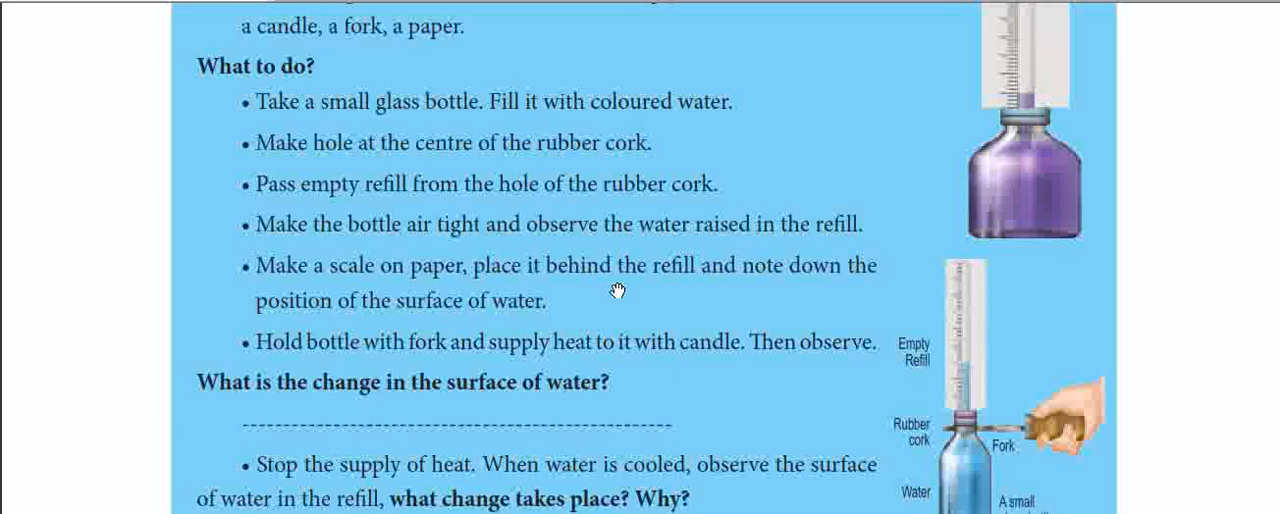 a candle, a fork, a paper.
What to do?
• Take a small glass bottle. Fill it with coloured water.
• Make hole at the centre of the rubber cork.
• Pass empty refill from the hole of the rubber cork.
• Make the bottle air tight and observe the water raised in the refill.
• Make a scale on paper, place it behind the refill and note down the
position of the surface of water.
• Hold bottle with fork and supply heat to it with candle. Then observe.
What is the change in the surface of water?
----------------------------------------------------
• Stop the supply of heat. When water is cooled, observe the surface
of water in the refill, what change takes place? Why?
Empty
Refill
Rubber
cork
Fork
Water
A small